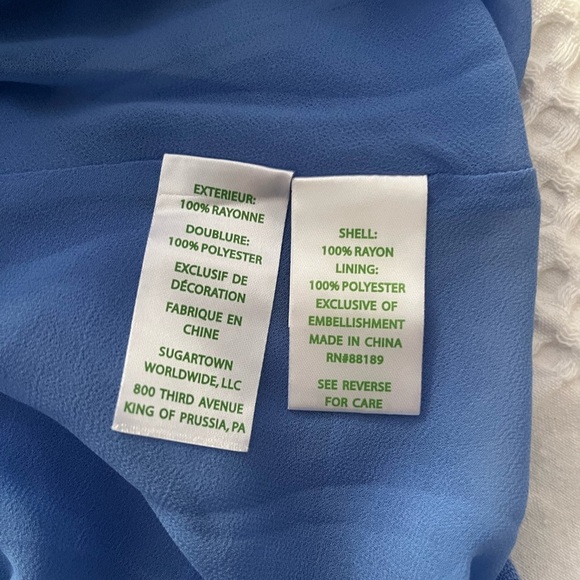 EXTERIEUR:
100% RAYONNE
DOUBLURE:
100% POLYESTER
EXCLUSIF DE
DÉCORATION
FABRIQUE EN
CHINE
SUGARTOWN
WORLDWIDE, LLC
800 THIRD AVENUE
KING OF PRUSSIA, PA
SHELL:
100% RAYON
LINING:
100% POLYESTER
EXCLUSIVE OF
EMBELLISHMENT
MADE IN CHINA
RN#88189
SEE REVERSE
FOR CARE